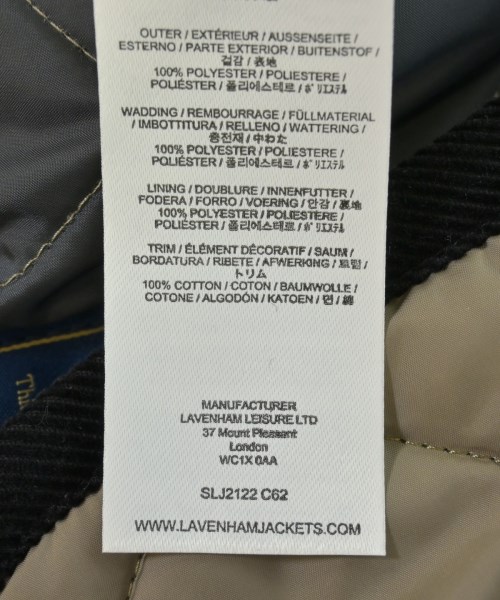 OUTER / EXTÉRIEUR / AUSSENSEITE /
ESTERNO / PARTE EXTERIOR / BUITENSTOF /
겉감 / 表地
100% POLYESTER / POLIESTERE /
POLIÉSTER / 폴리에스테르 / ﾎﾟﾘｴｽﾃﾙ
WADDING / REMBOURRAGE / FÜLLMATERIAL
/ IMBOTTITURA / RELLENO / WATTERING /
충전재 / 中わた
100% POLYESTER / POLIESTERE /
POLIÉSTER / 폴리에스테르 / ﾎﾟﾘｴｽﾃﾙ
LINING / DOUBLURE / INNENFUTTER /
FODERA / FORRO / VOERING / 안감 / 裏地
100% POLYESTER / POLIESTERE /
POLIÉSTER / 폴리에스테르 / ﾎﾟﾘｴｽﾃﾙ
TRIM / ÉLÉMENT DÉCORATIF / SAUM /
BORDATURA / RIBETE / AFWERKING / 트림 /
トリム
100% COTTON / COTON / BAUMWOLLE /
COTONE / ALGODÓN / KATOEN / 면 / 綿
MANUFACTURER
LAVENHAM LEISURE LTD
37 Mount Pleasant
London
WC1X 0AA
SLJ2122 C62
WWW.LAVENHAMJACKETS.COM